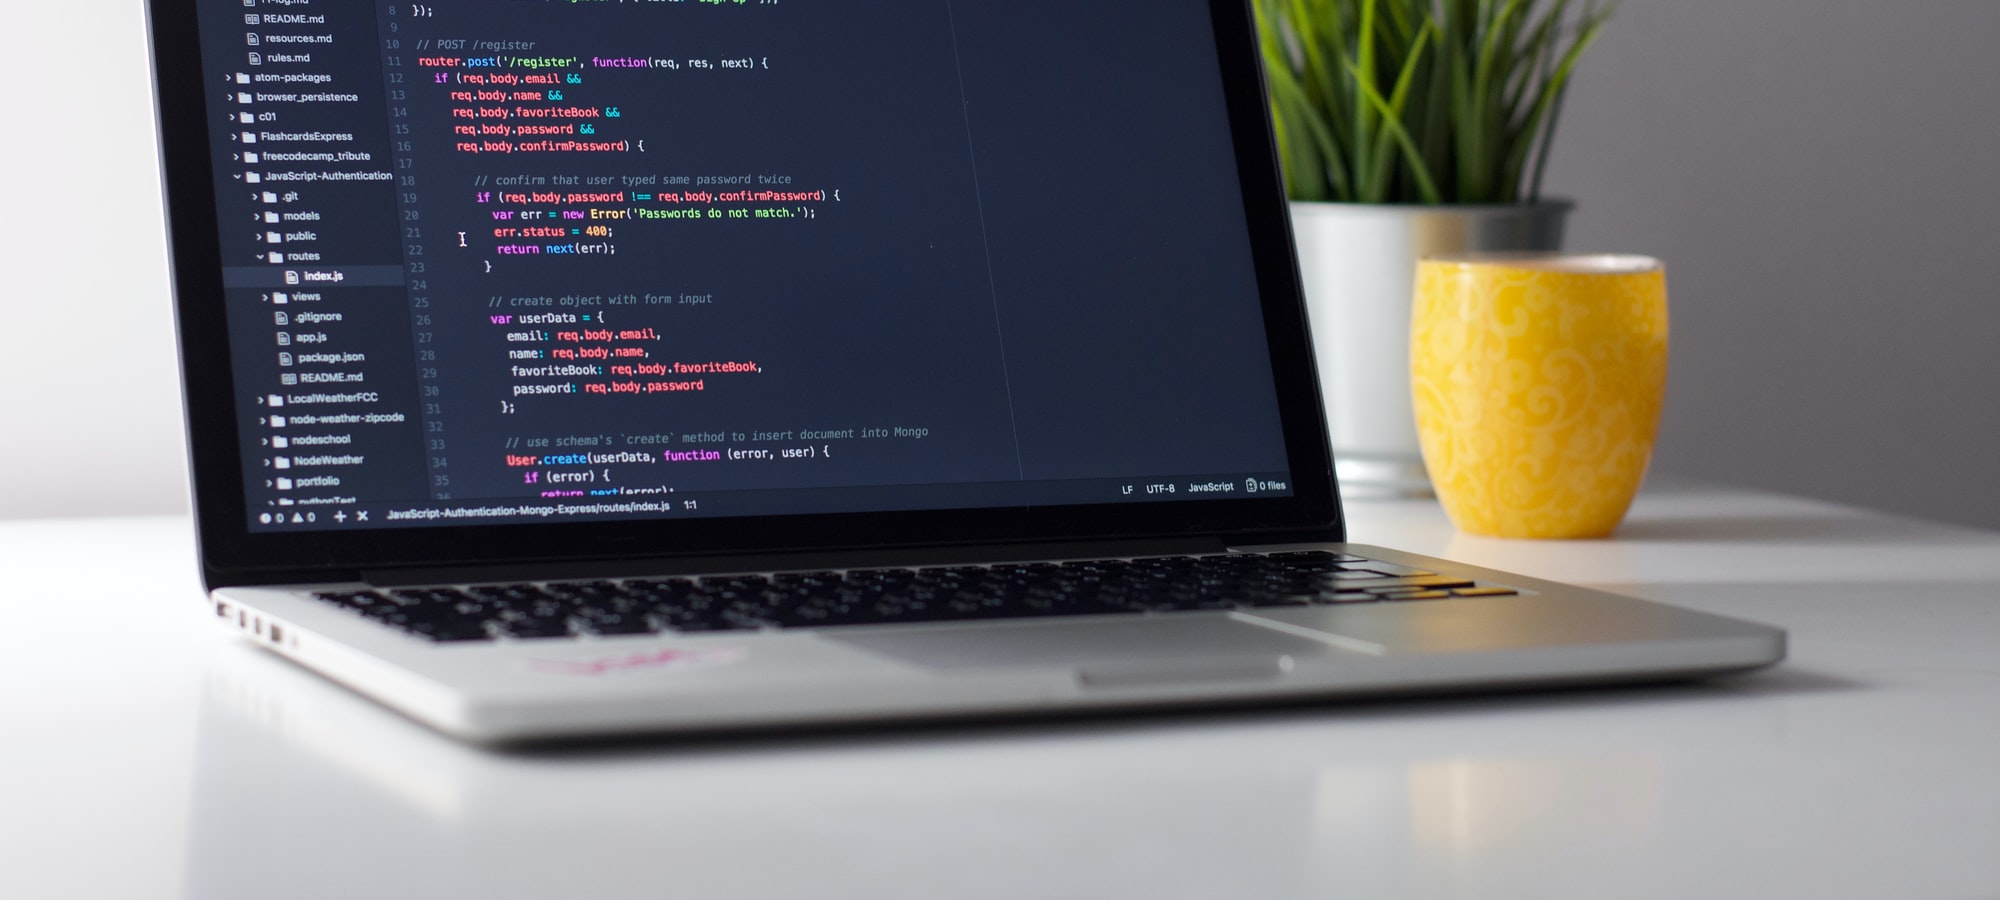 README.md
resources.md
rules.md
atom-packages
browser_persistence
c01
FlashcardsExpress
freecodecamp_tribute
JavaScript-Authentication
.git
models
public
routes
index.js
views
.gitignore
app.js
package.json
README.md
LocalWeatherFCC
node-weather-zipcode
nodeschool
NodeWeather
portfolio
pythonTest
8 });
9
10 // POST /register
11 router.post('/register', function(req, res, next) {
12 if (req.body.email &&
13 req.body.name &&
14 req.body.favoriteBook &&
15 req.body.password &&
16 req.body.confirmPassword) {
17
18 // confirm that user typed same password twice
19 if (req.body.password !== req.body.confirmPassword) {
20 var err = new Error('Passwords do not match.');
21 err.status = 400;
22 return next(err);
23 }
24
25 // create object with form input
26 var userData = {
27 email: req.body.email,
28 name: req.body.name,
29 favoriteBook: req.body.favoriteBook,
30 password: req.body.password
31 };
32
33 // use schema's `create` method to insert document into Mongo
34 User.create(userData, function (error, user) {
35 if (error) {
36 return next(error);
0 0 JavaScript-Authentication-Mongo-Express/routes/index.js 1:1 LF UTF-8 JavaScript 0 files